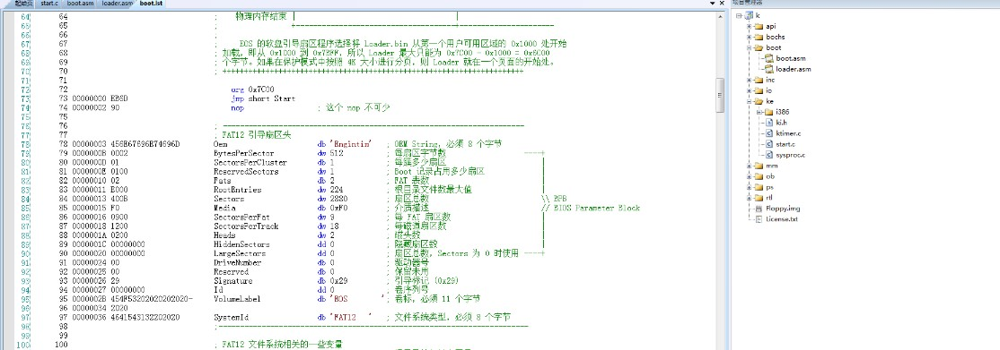 起始页 start.c boot.asm loader.asm boot.lst
64 64 ; 物理内存结束 | |
65 65 ; +--------------------------------------+
66 66 ;
67 67 ; EOS 的软盘引导扇区程序选择将 Loader.bin 从第一个用户可用区域的 0x1000 处开始
68 68 ; 加载，即从 0x1000 到 0x7BFF，所以 Loader 最大只能为 0x7C00 - 0x1000 = 0x6C00
69 69 ; 个字节。如果在保护模式中按照 4K 大小进行分页，则 Loader 就在一个页面的开始处。
70 70 ; ++++++++++++++++++++++++++++++++++++++++++++++++++++++++++++++++++++++
71 71
72 72 org 0x7C00
73 73 00000000 EB6D jmp short Start
74 74 00000002 90 nop ; 这个 nop 不可少
75 75
76 76 ; ----------------------------------------------------------------------
77 77 ; FAT12 引导扇区头
78 78 00000003 456E67696E74696D Oem db 'Engintim' ; OEM String，必须 8 个字节
79 79 0000000B 0002 BytesPerSector dw 512 ; 每扇区字节数 ----+
80 80 0000000D 01 SectorsPerCluster db 1 ; 每簇多少扇区 |
81 81 0000000E 0100 ReservedSectors dw 1 ; Boot 记录占用多少扇区 |
82 82 00000010 02 Fats db 2 ; FAT 表数 |
83 83 00000011 E000 RootEntries dw 224 ; 根目录文件数最大值 |
84 84 00000013 400B Sectors dw 2880 ; 扇区总数 \\ BPB
85 85 00000015 F0 Media db 0xF0 ; 介质描述 // BIOS Parameter Block
86 86 00000016 0900 SectorsPerFat dw 9 ; 每 FAT 扇区数 |
87 87 00000018 1200 SectorsPerTrack dw 18 ; 每磁道扇区数 |
88 88 0000001A 0200 Heads dw 2 ; 磁头数 |
89 89 0000001C 00000000 HiddenSectors dd 0 ; 隐藏扇区数 |
90 90 00000020 00000000 LargeSectors dd 0 ; 扇区总数，Sectors 为 0 时使用 ----+
91 91 00000024 00 DriveNumber db 0 ; 驱动器号
92 92 00000025 00 Reserved db 0 ; 保留未用
93 93 00000026 29 Signature db 0x29 ; 引导标记 (0x29)
94 94 00000027 00000000 Id dd 0 ; 卷序列号
95 95 0000002B 454F532020202020- VolumeLabel db 'EOS ' ; 卷标，必须 11 个字节
96 96 00000034 2020
97 97 00000036 4641543132202020 SystemId db 'FAT12 ' ; 文件系统类型，必须 8 个字节
98 98 ;----------------------------------------------------------------------
99 99
100 100 ; FAT12 文件系统相关的一些变量
项目管理器
k
api
bochs
boot
boot.asm
loader.asm
inc
io
ke
i386
ki.h
ktimer.c
start.c
sysproc.c
mm
ob
ps
rtl
Floppy.img
License.txt